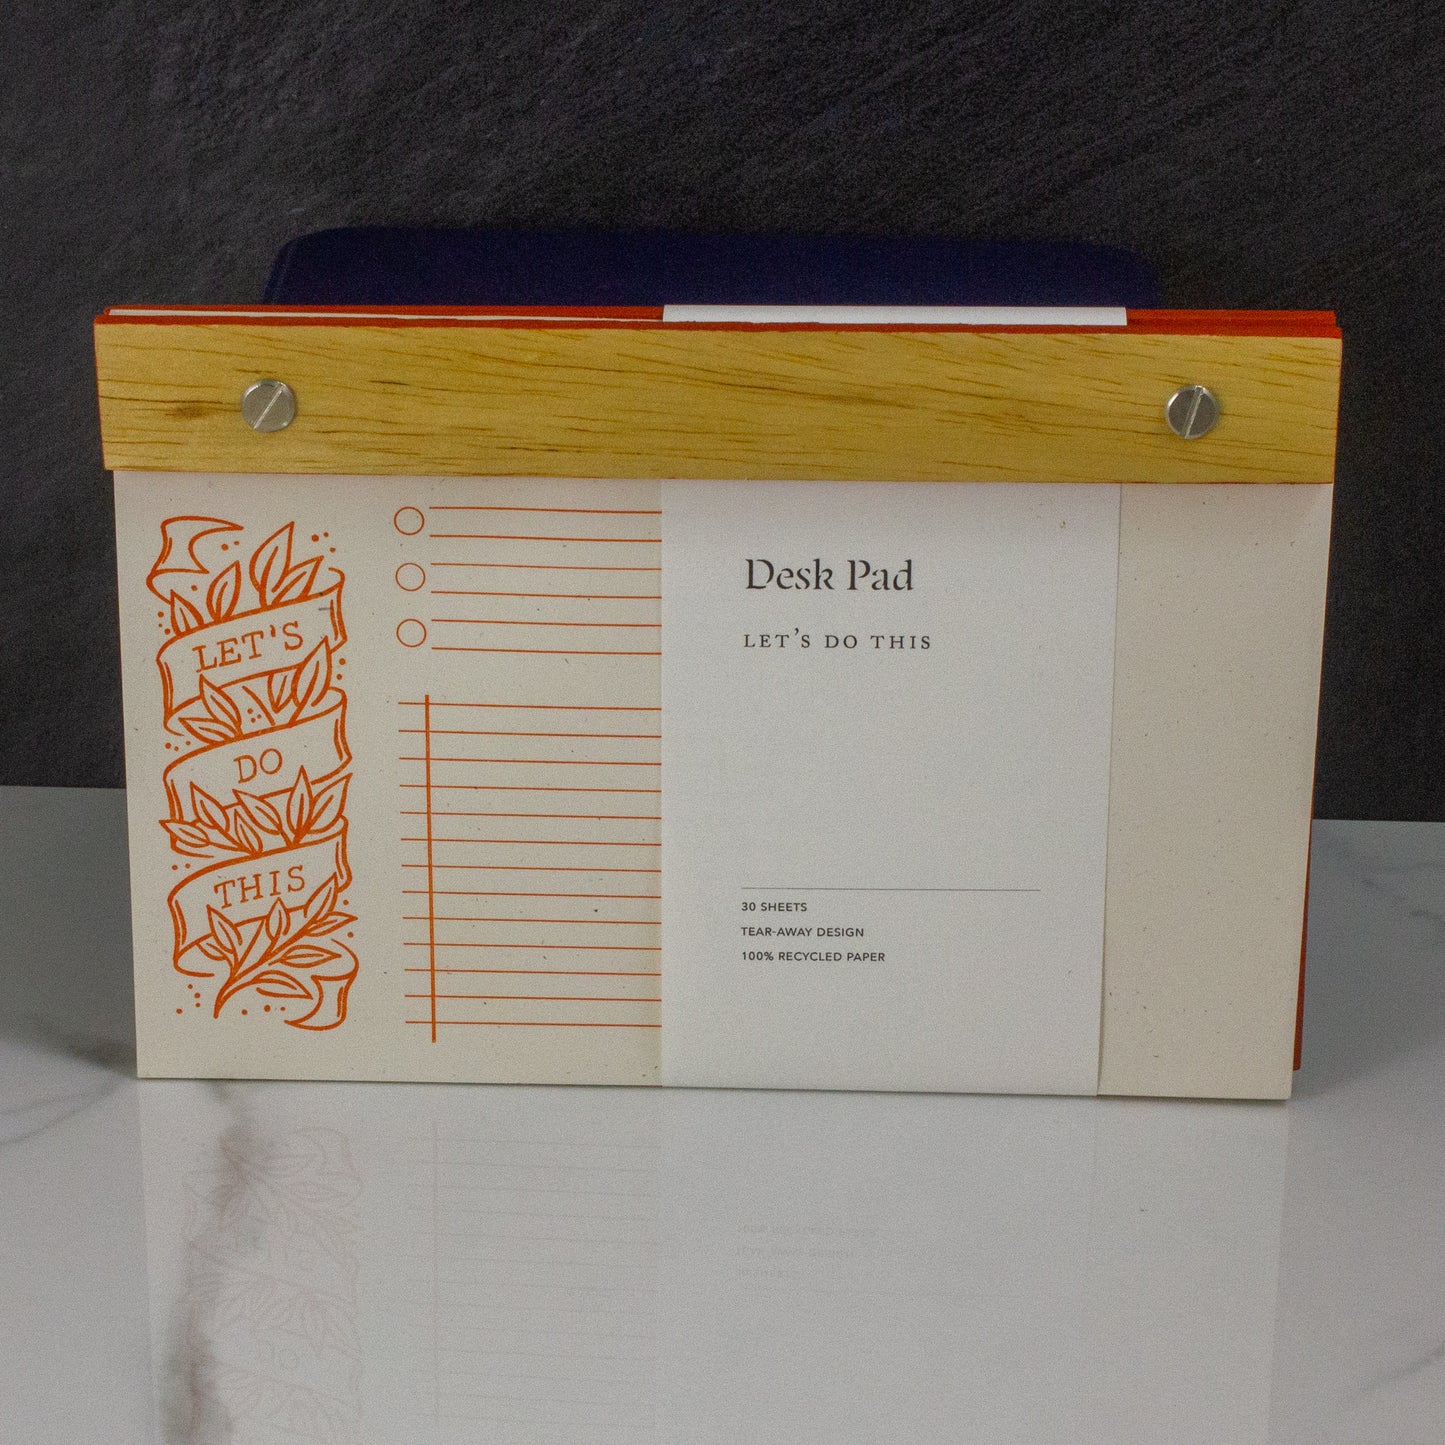 LET'S
DO
THIS
Desk Pad
LET'S DO THIS
30 SHEETS
TEAR-AWAY DESIGN
100% RECYCLED PAPER